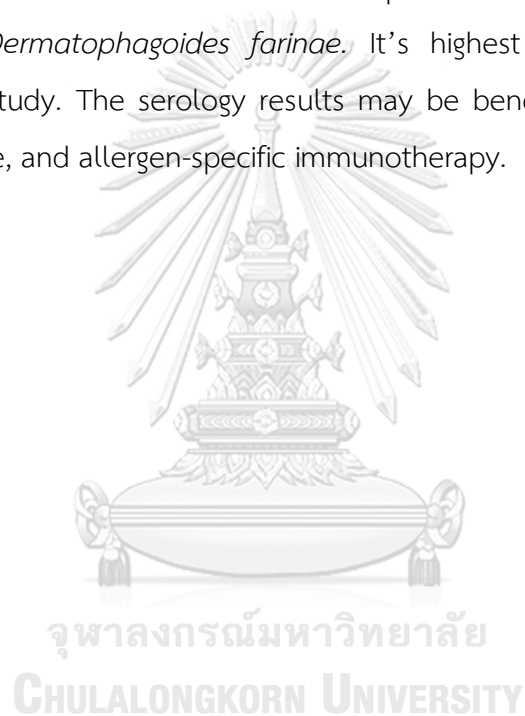 Dermatophagoides farinae. It's highest
tudy. The serology results may be bene
e, and allergen-specific immunotherapy.
จุฬาลงกรณ์มหาวิทยาลัย
CHULALONGKORN UNIVERSITY